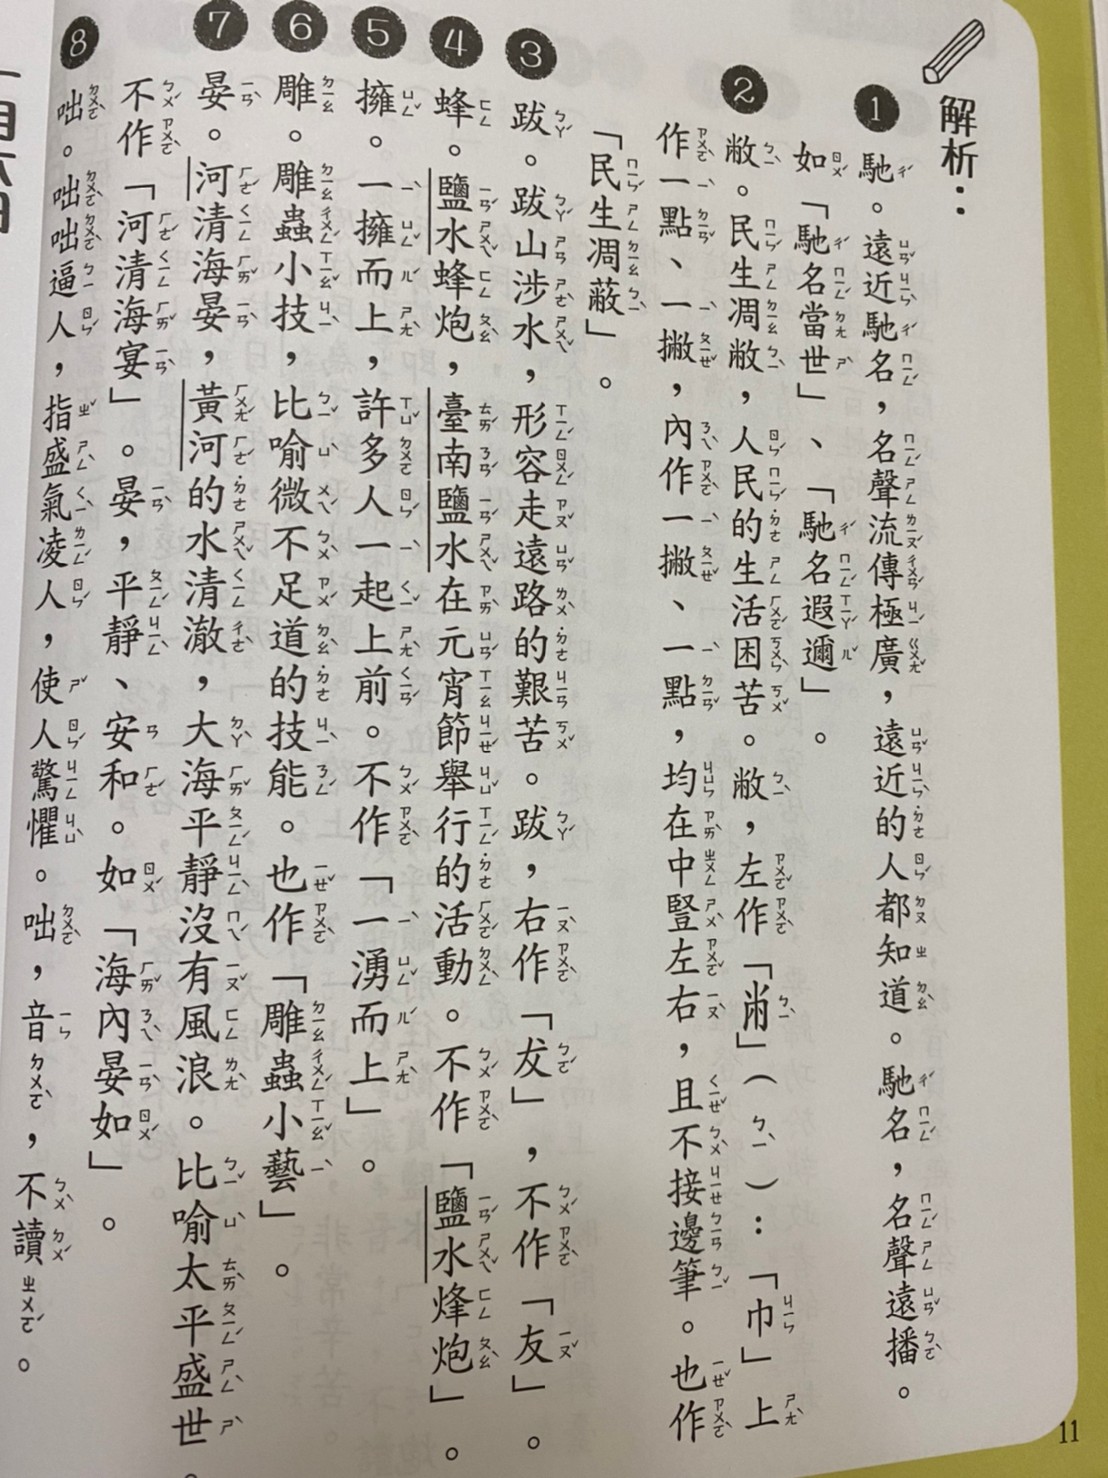 解析：
1 馳。遠近馳名，名聲流傳極廣，遠近的人都知道。馳名，名聲遠播。
如「馳名當世」、「馳名遐邇」。
2 敝。民生凋敝，人民的生活困苦。敝，左作「㡀」（ㄅㄧˋ）：「巾」上
作一點、一撇，內作一撇、一點，均在中豎左右，且不接邊筆。也作
「民生凋蔽」。
3 跋。跋山涉水，形容走遠路的艱苦。跋，右作「犮」，不作「友」。
4 蜂。鹽水蜂炮，臺南鹽水在元宵節舉行的活動。不作「鹽水烽炮」。
5 擁。一擁而上，許多人一起上前。不作「一湧而上」。
6 雕。雕蟲小技，比喻微不足道的技能。也作「雕蟲小藝」。
7 晏。河清海晏，黃河的水清澈，大海平靜沒有風浪。比喻太平盛世。
不作「河清海宴」。晏，平靜、安和。如「海內晏如」。
8 咄。咄咄逼人，指盛氣凌人，使人驚懼。咄，音ㄉㄨㄛˋ，不讀ㄓㄨㄛˊ。
11